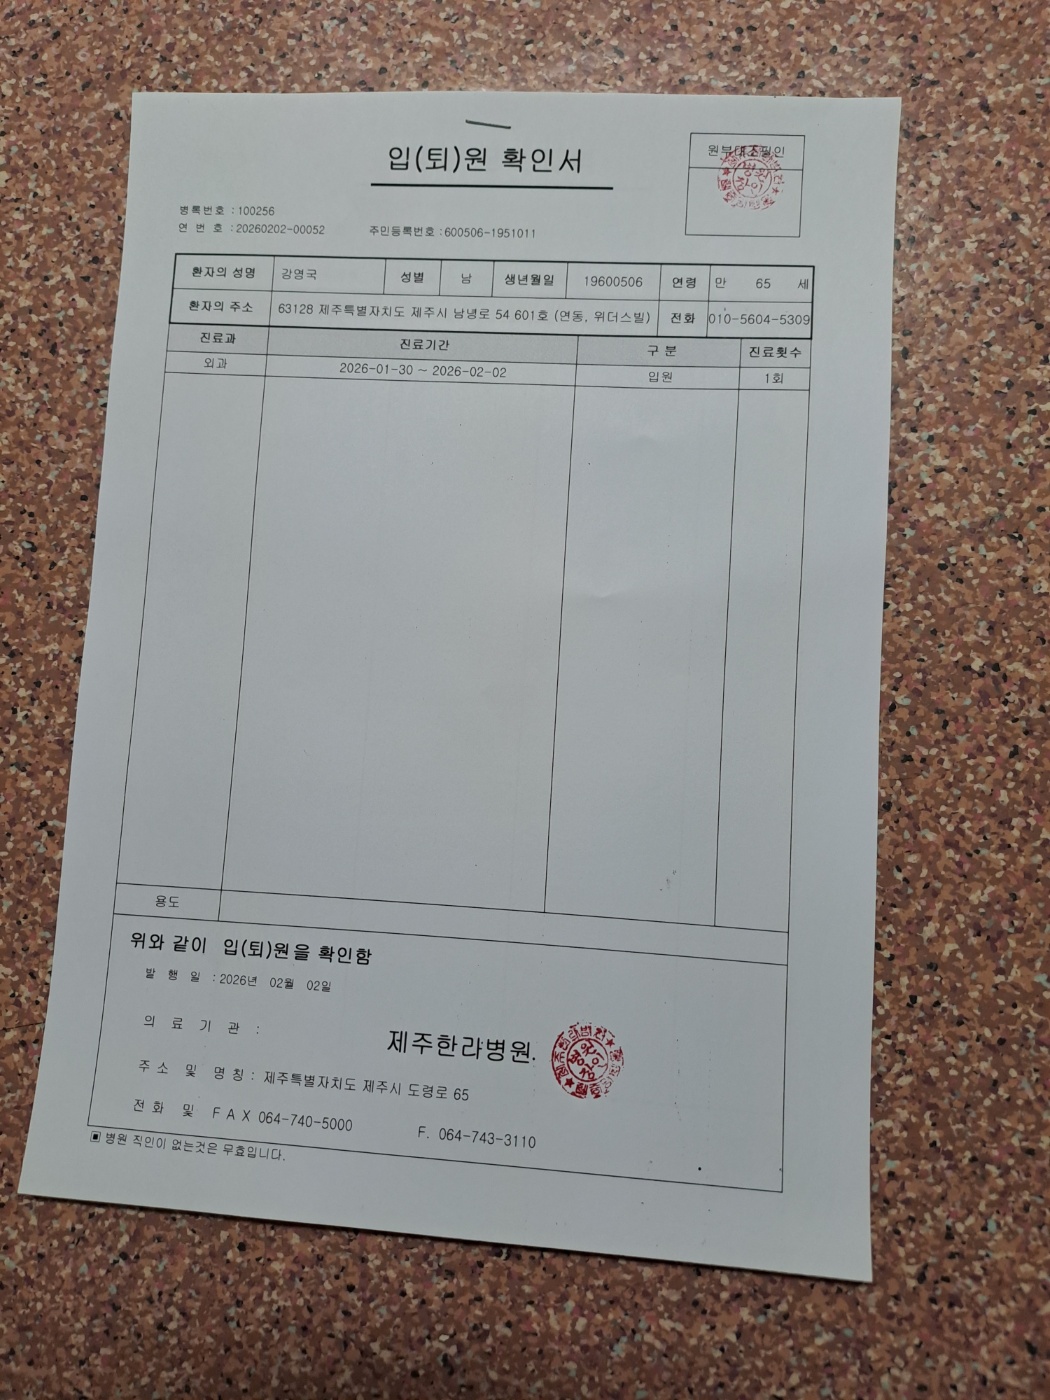 입(퇴)원 확인서
원부대조필인
병록번호 : 100256
연 번 호 : 20260202-00052 주민등록번호 : 600506-1951011
환자의 성명 강명국 성별 남 생년월일 19600506 연령 만 65 세
환자의 주소 63128 제주특별자치도 제주시 남녕로 54 601호 (연동, 위더스빌) 전화 010-5604-5309
진료과 진료기간 구 분 진료횟수
외과 2026-01-30 ~ 2026-02-02 입원 1회
용도
위와 같이 입(퇴)원을 확인함
발 행 일 : 2026년 02월 02일
의 료 기 관 : 제주한라병원.
주 소 및 명 칭 : 제주특별자치도 제주시 도령로 65
전 화 및 F A X 064-740-5000 F. 064-743-3110
▣ 병원 직인이 없는것은 무효입니다.